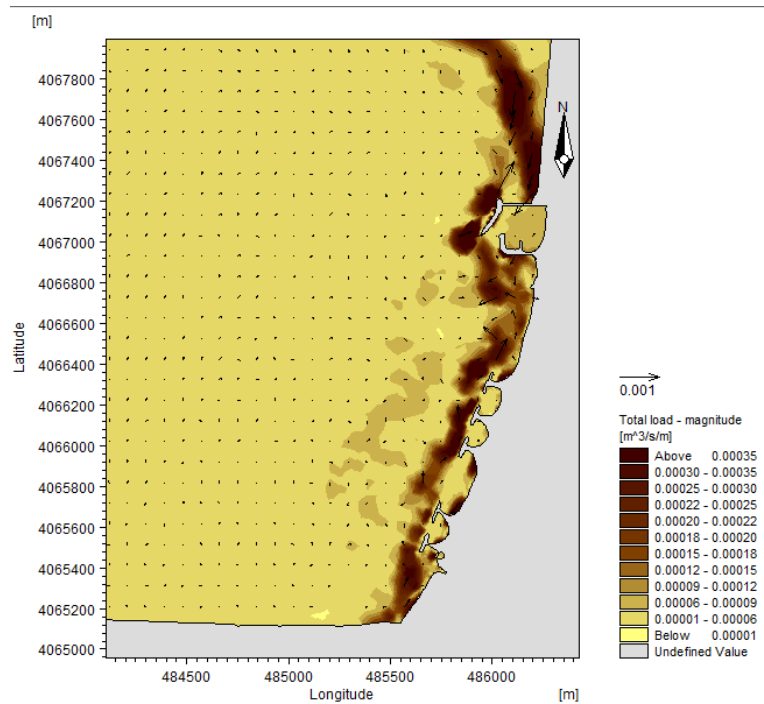 [m]
4067800
4067600
4067400
4067200
4067000
4066800
4066600
4066400
4066200
4066000
4065800
4065600
4065400
4065200
4065000
Latitude
N
484500 485000 485500 486000
Longitude [m]
0.001
Total load - magnitude
[m^3/s/m]
Above 0.00035
0.00030 - 0.00035
0.00025 - 0.00030
0.00022 - 0.00025
0.00020 - 0.00022
0.00018 - 0.00020
0.00015 - 0.00018
0.00012 - 0.00015
0.00009 - 0.00012
0.00006 - 0.00009
0.00001 - 0.00006
Below 0.00001
Undefined Value